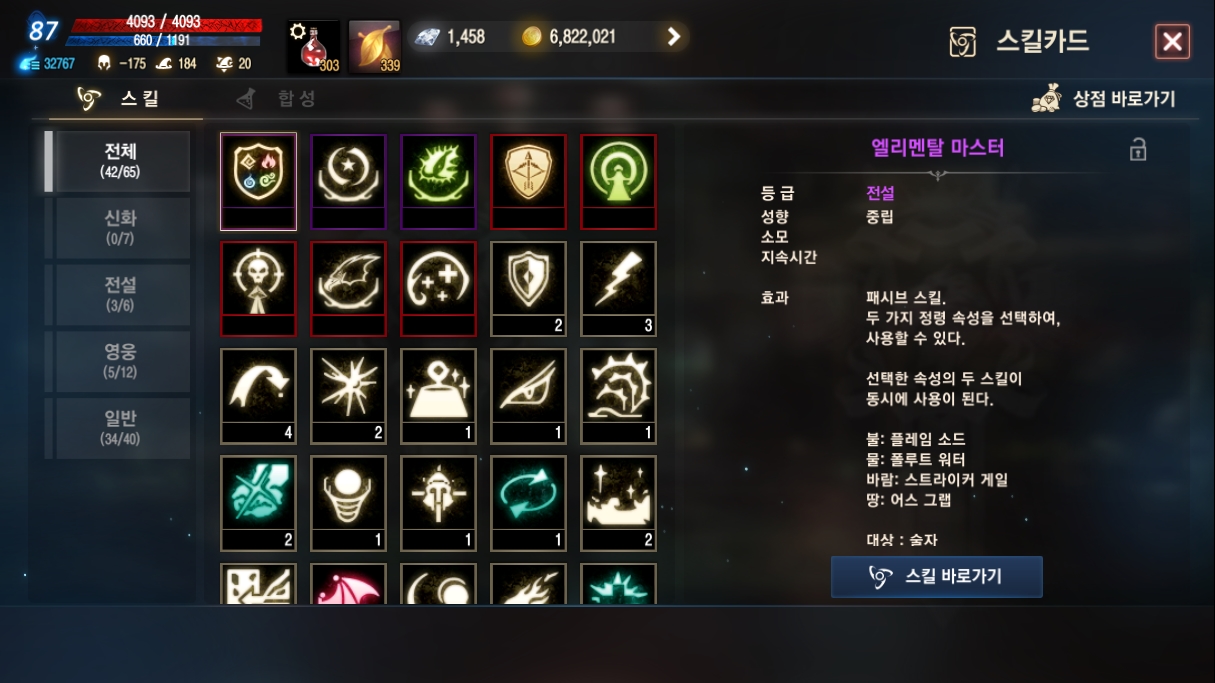 87
4093 / 4093
660 / 1191
32767 -175 184 20
303
339
1,458
6,822,021
스킬카드
스킬
합성
상점 바로가기
전체
(42/65)
신화
(0/7)
전설
(3/6)
영웅
(5/12)
일반
(34/40)
2
3
4
2
1
1
1
2
1
1
1
2
엘리멘탈 마스터
등급 전설
성향 중립
소모
지속시간
효과 패시브 스킬.
두 가지 정령 속성을 선택하여,
사용할 수 있다.
선택한 속성의 두 스킬이
동시에 사용이 된다.
불: 플레임 소드
물: 폴루트 워터
바람: 스트라이커 게일
땅: 어스 그랩
대상 : 술자
스킬 바로가기